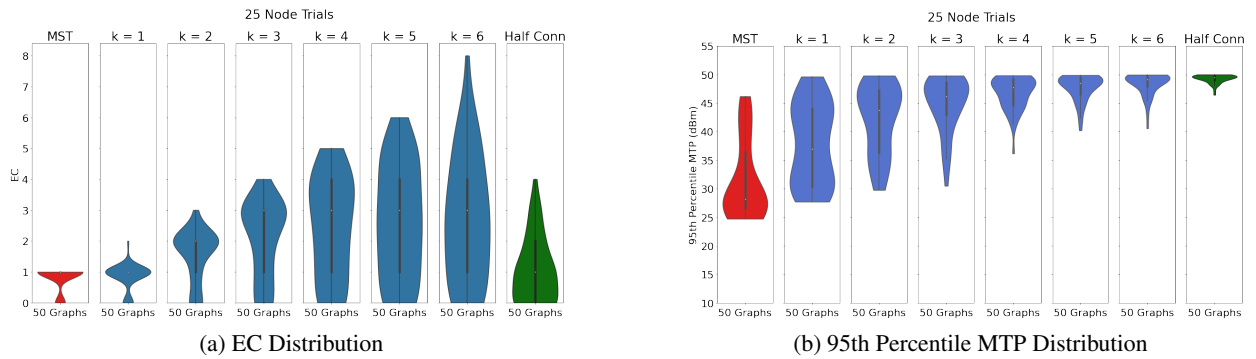 25 Node Trials
MST k = 1 k = 2 k = 3 k = 4 k = 5 k = 6 Half Conn
8
7
6
5
4
3
2
1
0
EC
50 Graphs 50 Graphs 50 Graphs 50 Graphs 50 Graphs 50 Graphs 50 Graphs 50 Graphs
(a) EC Distribution
25 Node Trials
MST k = 1 k = 2 k = 3 k = 4 k = 5 k = 6 Half Conn
55
50
45
40
35
30
25
20
15
10
95th Percentile MTP (dBm)
50 Graphs 50 Graphs 50 Graphs 50 Graphs 50 Graphs 50 Graphs 50 Graphs 50 Graphs
(b) 95th Percentile MTP Distribution